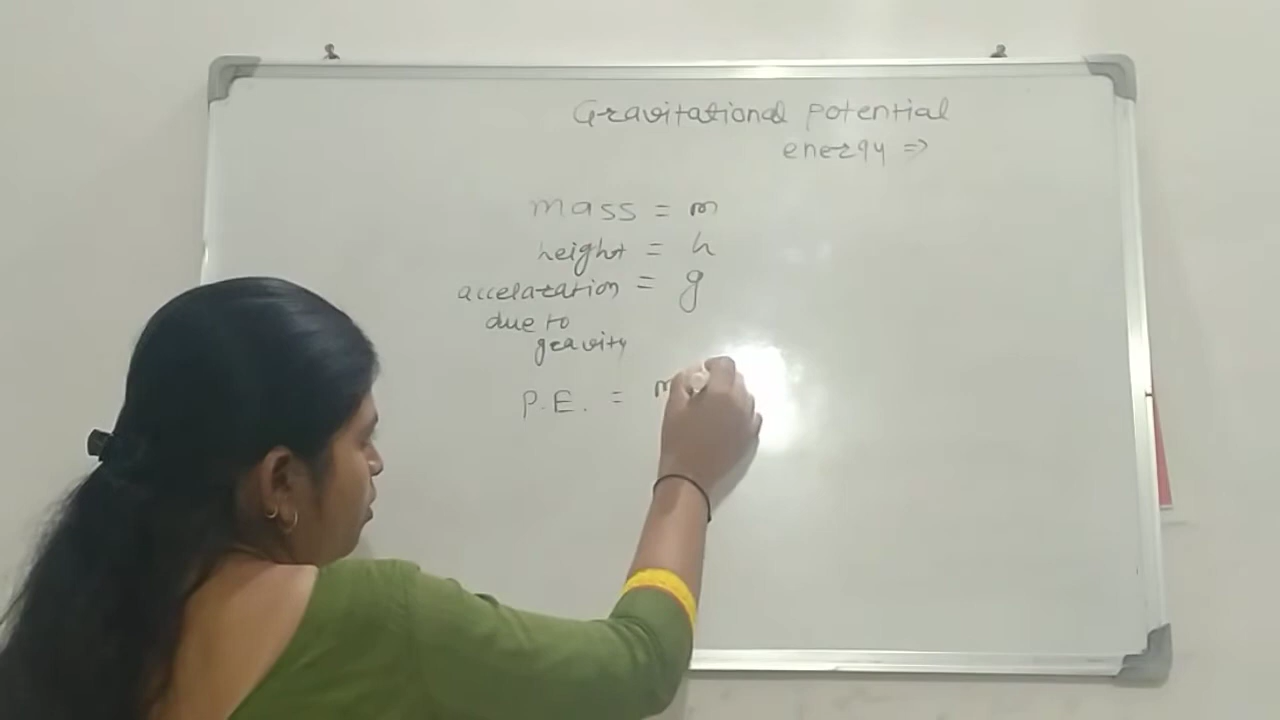 Gravitational potential
energy ⇒
mass = m
height = h
accelaration = g
due to
gravity
P.E. = m